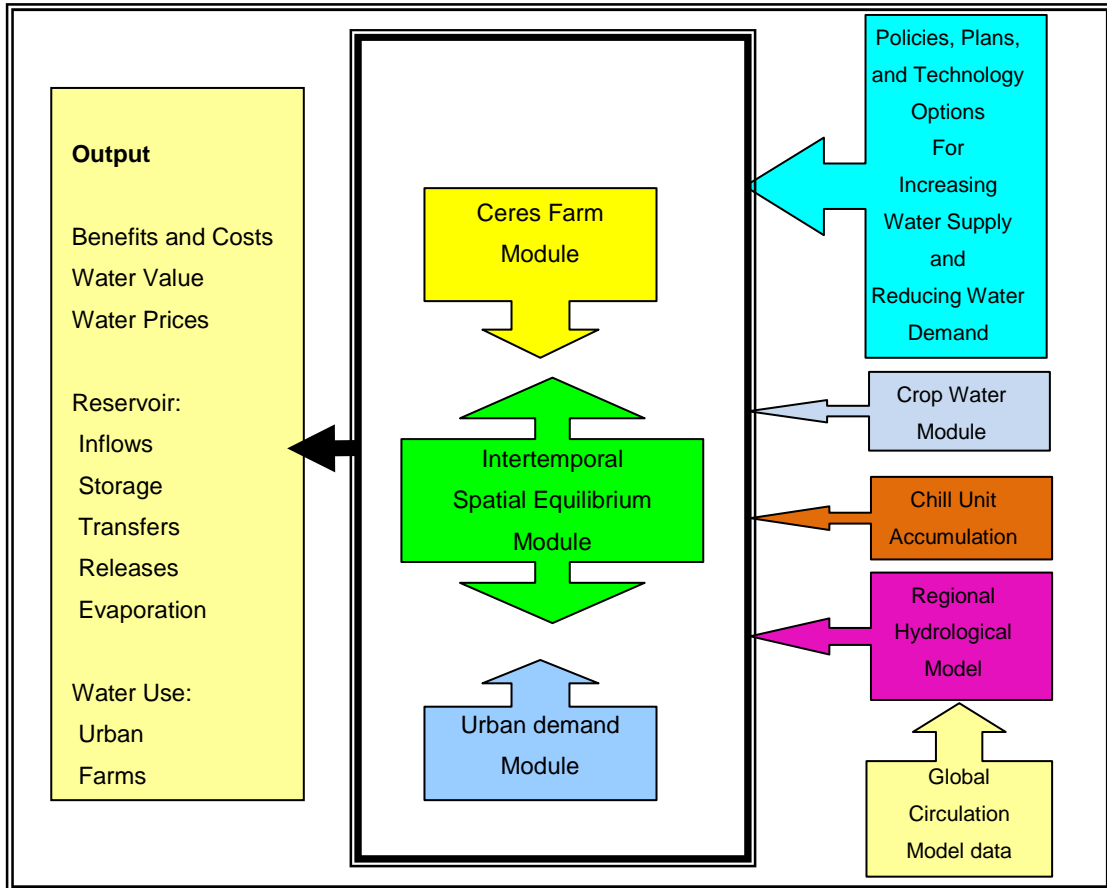 Output
Benefits and Costs
Water Value
Water Prices
Reservoir:
Inflows
Storage
Transfers
Releases
Evaporation
Water Use:
Urban
Farms
Ceres Farm
Module
Intertemporal
Spatial Equilibrium
Module
Urban demand
Module
Policies, Plans,
and Technology
Options
For
Increasing
Water Supply
and
Reducing Water
Demand
Crop Water
Module
Chill Unit
Accumulation
Regional
Hydrological
Model
Global
Circulation
Model data